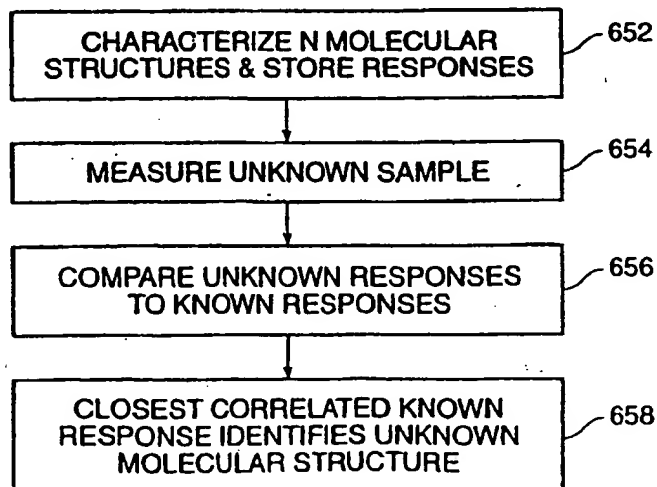 CHARACTERIZE N MOLECULAR
STRUCTURES & STORE RESPONSES
652
MEASURE UNKNOWN SAMPLE
654
COMPARE UNKNOWN RESPONSES
TO KNOWN RESPONSES
656
CLOSEST CORRELATED KNOWN
RESPONSE IDENTIFIES UNKNOWN
MOLECULAR STRUCTURE
658